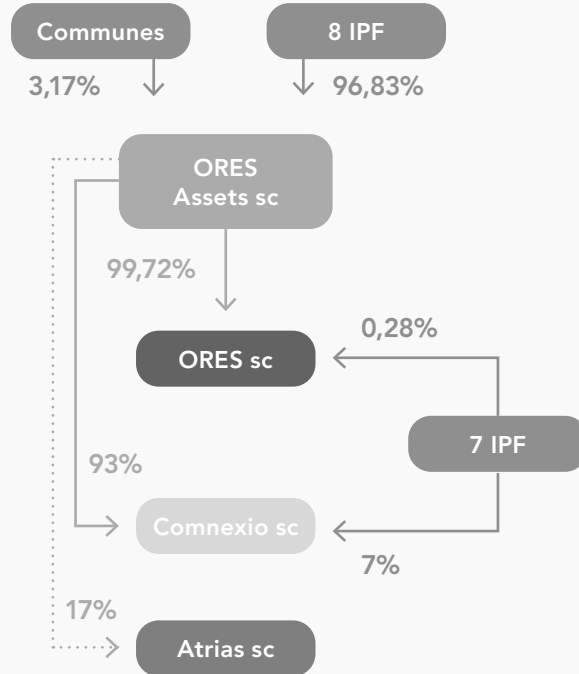 Communes
8 IPF
3,17%
96,83%
ORES
Assets sc
99,72%
0,28%
ORES sc
7 IPF
93%
Comnexio sc
7%
17%
Atrias sc